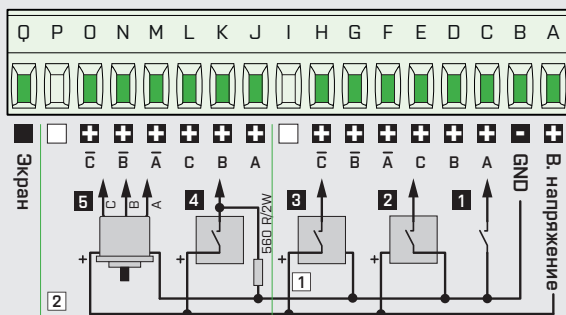 Q P O N M L K J I H G F E D C B A
Экран + + + + + + + + + + + + - +
C̅ B̅ A̅ C B A C̅ B̅ A̅ C B A GND В. напряжение
5 C B A 4 3 2 1
560 R/2W
+ + + +
1
2